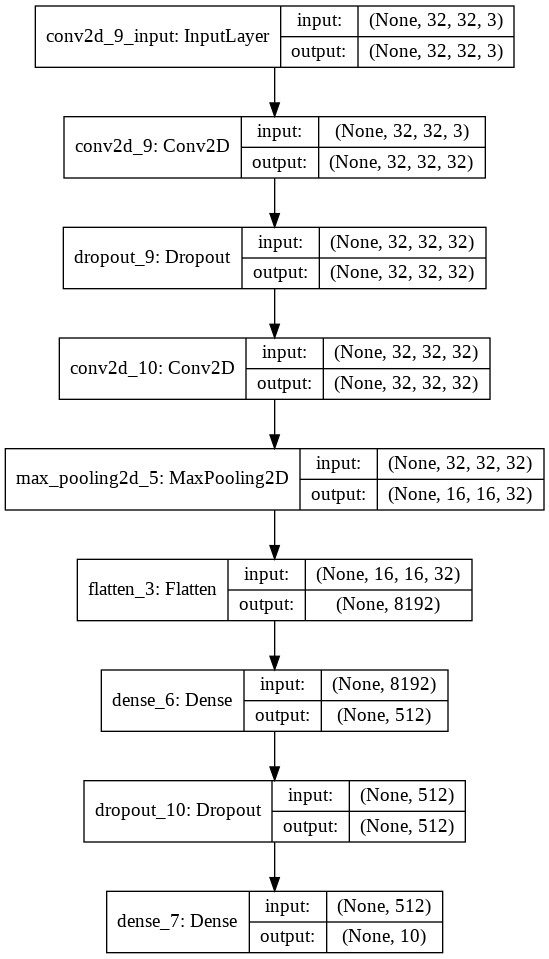 conv2d_9_input: InputLayer
input: (None, 32, 32, 3)
output: (None, 32, 32, 3)
conv2d_9: Conv2D
input: (None, 32, 32, 3)
output: (None, 32, 32, 32)
dropout_9: Dropout
input: (None, 32, 32, 32)
output: (None, 32, 32, 32)
conv2d_10: Conv2D
input: (None, 32, 32, 32)
output: (None, 32, 32, 32)
max_pooling2d_5: MaxPooling2D
input: (None, 32, 32, 32)
output: (None, 16, 16, 32)
flatten_3: Flatten
input: (None, 16, 16, 32)
output: (None, 8192)
dense_6: Dense
input: (None, 8192)
output: (None, 512)
dropout_10: Dropout
input: (None, 512)
output: (None, 512)
dense_7: Dense
input: (None, 512)
output: (None, 10)